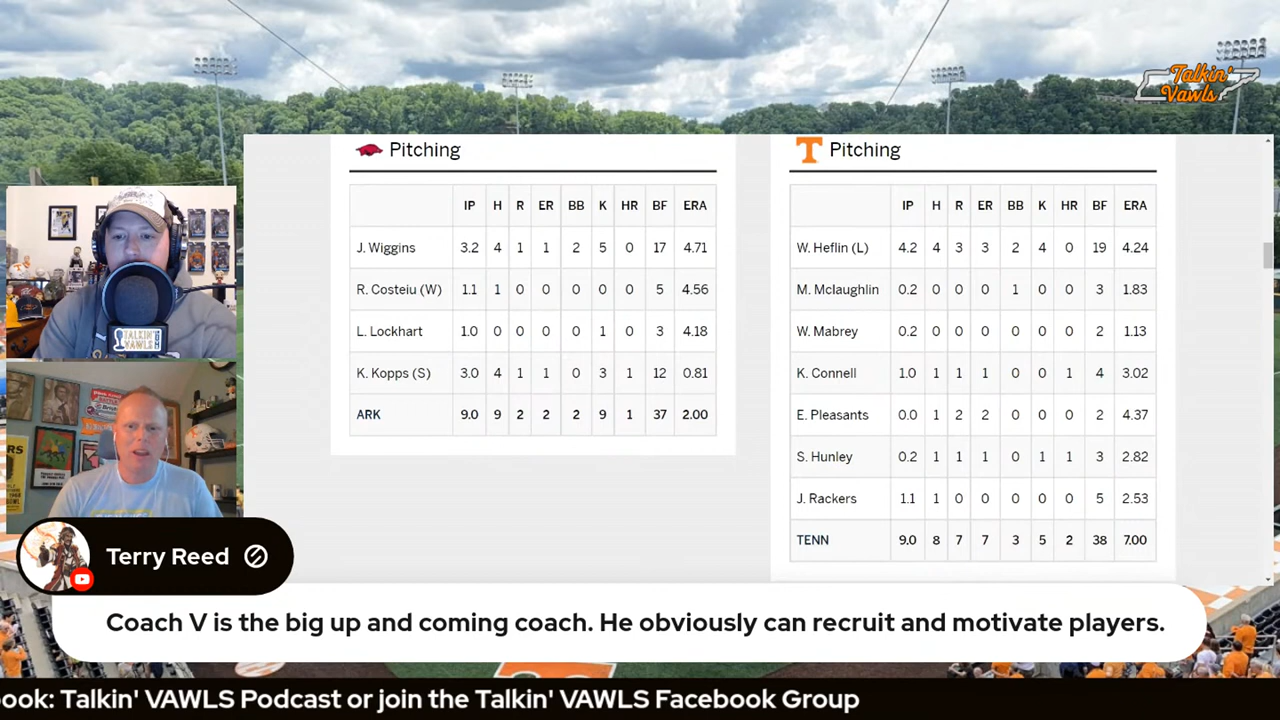 Talkin'
Vawls
Pitching
IP H R ER BB K HR BF ERA
J. Wiggins 3.2 4 1 1 2 5 0 17 4.71
R. Costeiu (W) 1.1 1 0 0 0 0 0 5 4.56
L. Lockhart 1.0 0 0 0 0 1 0 3 4.18
K. Kopps (S) 3.0 4 1 1 0 3 1 12 0.81
ARK 9.0 9 2 2 2 9 1 37 2.00
T Pitching
IP H R ER BB K HR BF ERA
W. Heflin (L) 4.2 4 3 3 2 4 0 19 4.24
M. Mclaughlin 0.2 0 0 0 1 0 0 3 1.83
W. Mabrey 0.2 0 0 0 0 0 0 2 1.13
K. Connell 1.0 1 1 1 0 0 1 4 3.02
E. Pleasants 0.0 1 2 2 0 0 0 2 4.37
S. Hunley 0.2 1 1 1 0 1 1 3 2.82
J. Rackers 1.1 1 0 0 0 0 0 5 2.53
TENN 9.0 8 7 7 3 5 2 38 7.00
TALKIN'
VAWLS
Terry Reed
Coach V is the big up and coming coach. He obviously can recruit and motivate players.
ook: Talkin' VAWLS Podcast or join the Talkin' VAWLS Facebook Group